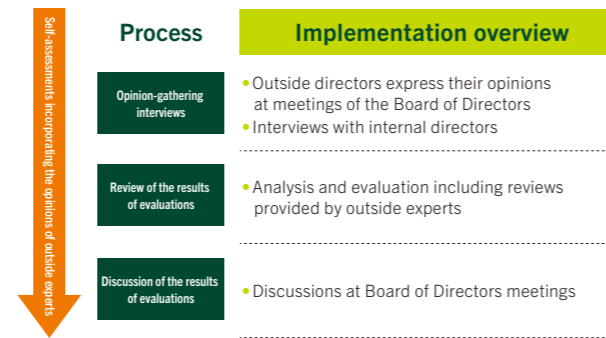 Self-assessments incorporating the opinions of outside experts
Process
Implementation overview
Opinion-gathering
interviews
• Outside directors express their opinions
at meetings of the Board of Directors
• Interviews with internal directors
Review of the results
of evaluations
• Analysis and evaluation including reviews
provided by outside experts
Discussion of the results
of evaluations
• Discussions at Board of Directors meetings